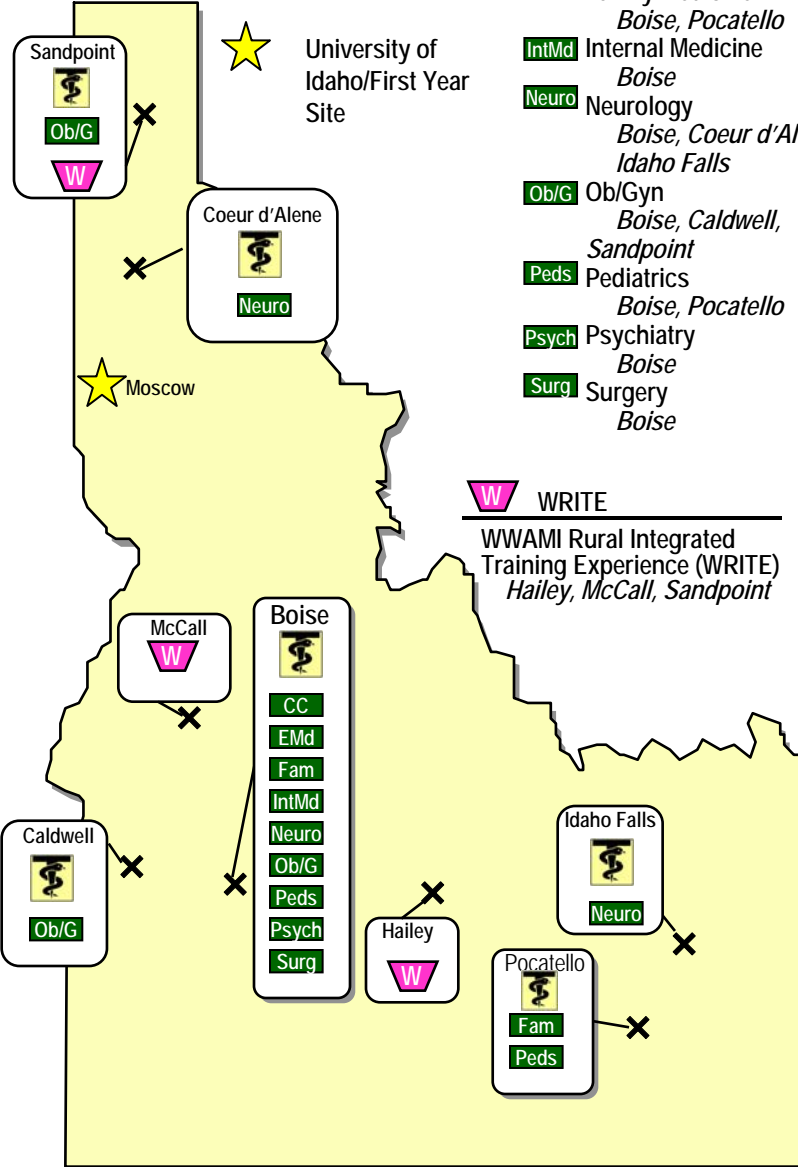 Boise, Pocatello
IntMd Internal Medicine
Boise
Neuro Neurology
Boise, Coeur
Idaho Falls
Ob/G Ob/Gyn
Boise, Caldwell,
Sandpoint
Peds Pediatrics
Boise, Pocatello
Psych Psychiatry
Boise
Surg Surgery
Boise
University of
Idaho/First Year
Site
Sandpoint
Ob/G
W
Coeur d'Alene
Neuro
Moscow
W WRITE
WWAMI Rural Integrated
Training Experience (WRITE)
Hailey, McCall, Sandpoint
McCall
W
Boise
CC
EMd
Fam
IntMd
Neuro
Ob/G
Peds
Psych
Surg
Caldwell
Ob/G
Hailey
W
Idaho Falls
Neuro
Pocatello
Fam
Peds